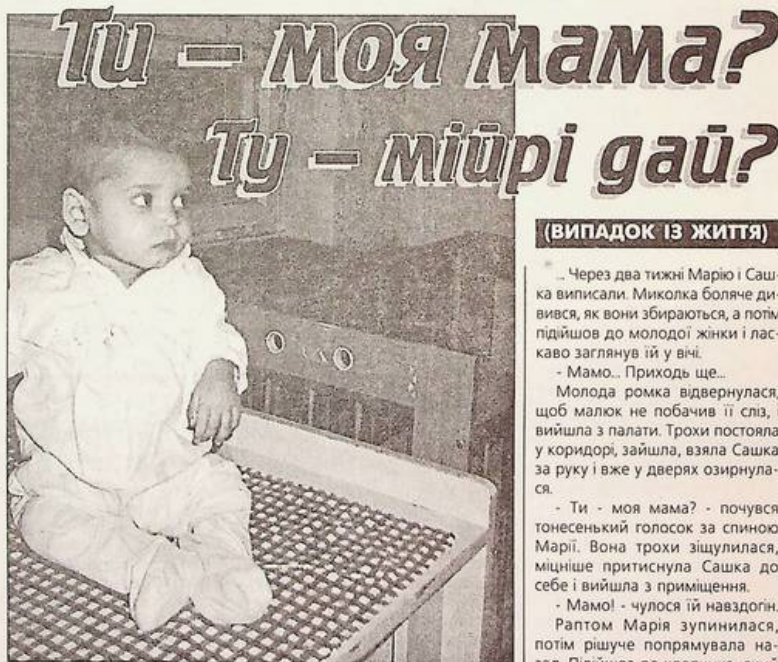 Ти – моя мама?
Ту – мійрі дай?
(ВИПАДОК ІЗ ЖИТТЯ)
... Через два тижні Марію і Саш-
ка виписали. Миколка боляче ди-
вився, як вони збираються, а потім
підійшов до молодої жінки і лас-
каво заглянув їй у вічі.
- Мамо... Приходь ще...
Молода ромка відвернулася,
щоб малюк не побачив її сліз,
вийшла з палати. Трохи постояла
у коридорі, зайшла, взяла Сашка
за руку і вже у дверях озирнула-
ся.
- Ти - моя мама? - почувся
тонесенький голосок за спиною
Марії. Вона трохи зіщулилася,
міцніше притиснула Сашка до
себе і вийшла з приміщення.
- Мамо! - чулося їй навздогін.
Раптом Марія зупинилася,
потім рішуче попрямувала на-